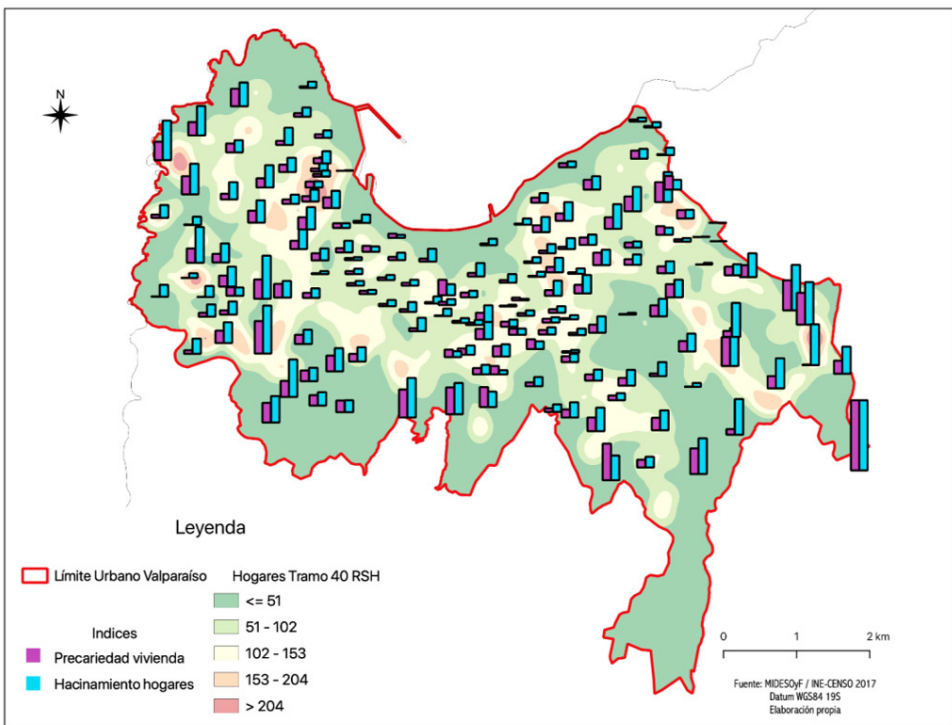 N
Leyenda
Límite Urbano Valparaíso
Indices
Precariedad vivienda
Hacinamiento hogares
Hogares Tramo 40 RSH
<= 51
51 - 102
102 - 153
153 - 204
> 204
0 1 2 km
Fuente: MIDESOyF / INE-CENSO 2017
Datum WGS84 19S
Elaboración propia